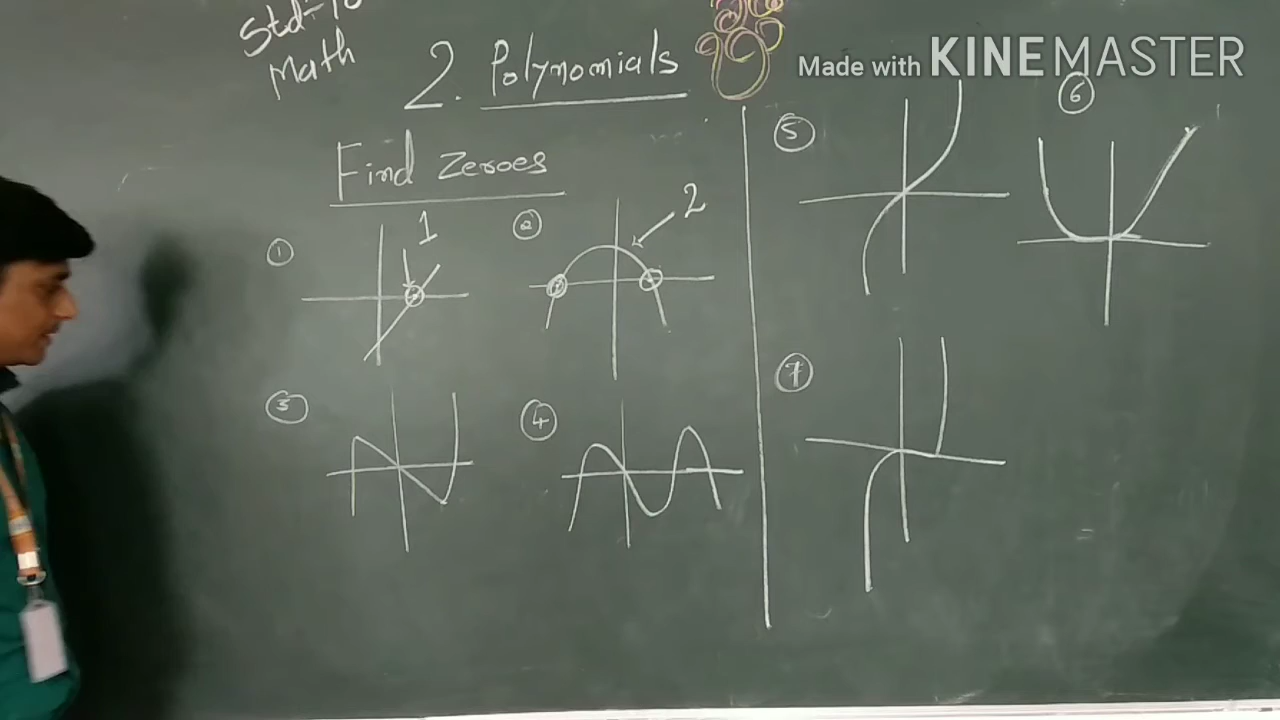 Std-10
Math
2. Polynomials
Made with KINEMASTER
Find Zeroes
① 1
② 2
③
④
⑤
⑥
⑦